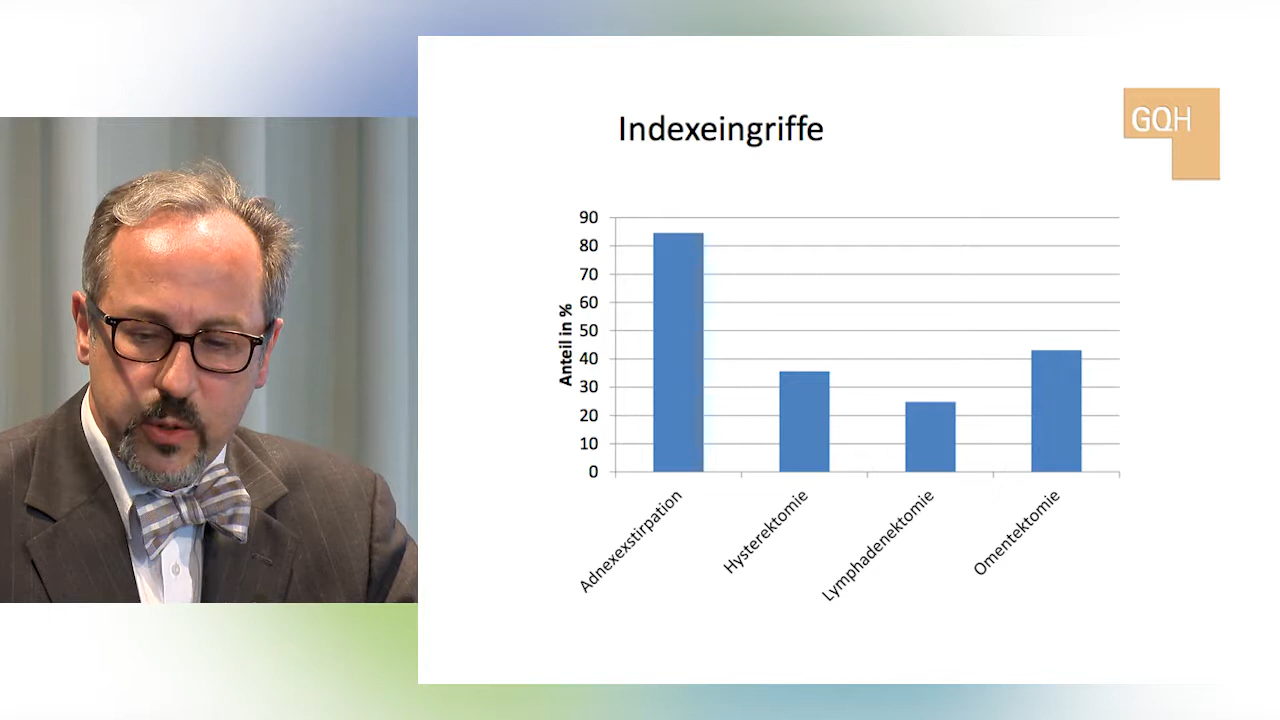 Indexeingriffe
GQH
Anteil in %
90
80
70
60
50
40
30
20
10
0
Adnexexstirpation
Hysterektomie
Lymphadenektomie
Omentektomie